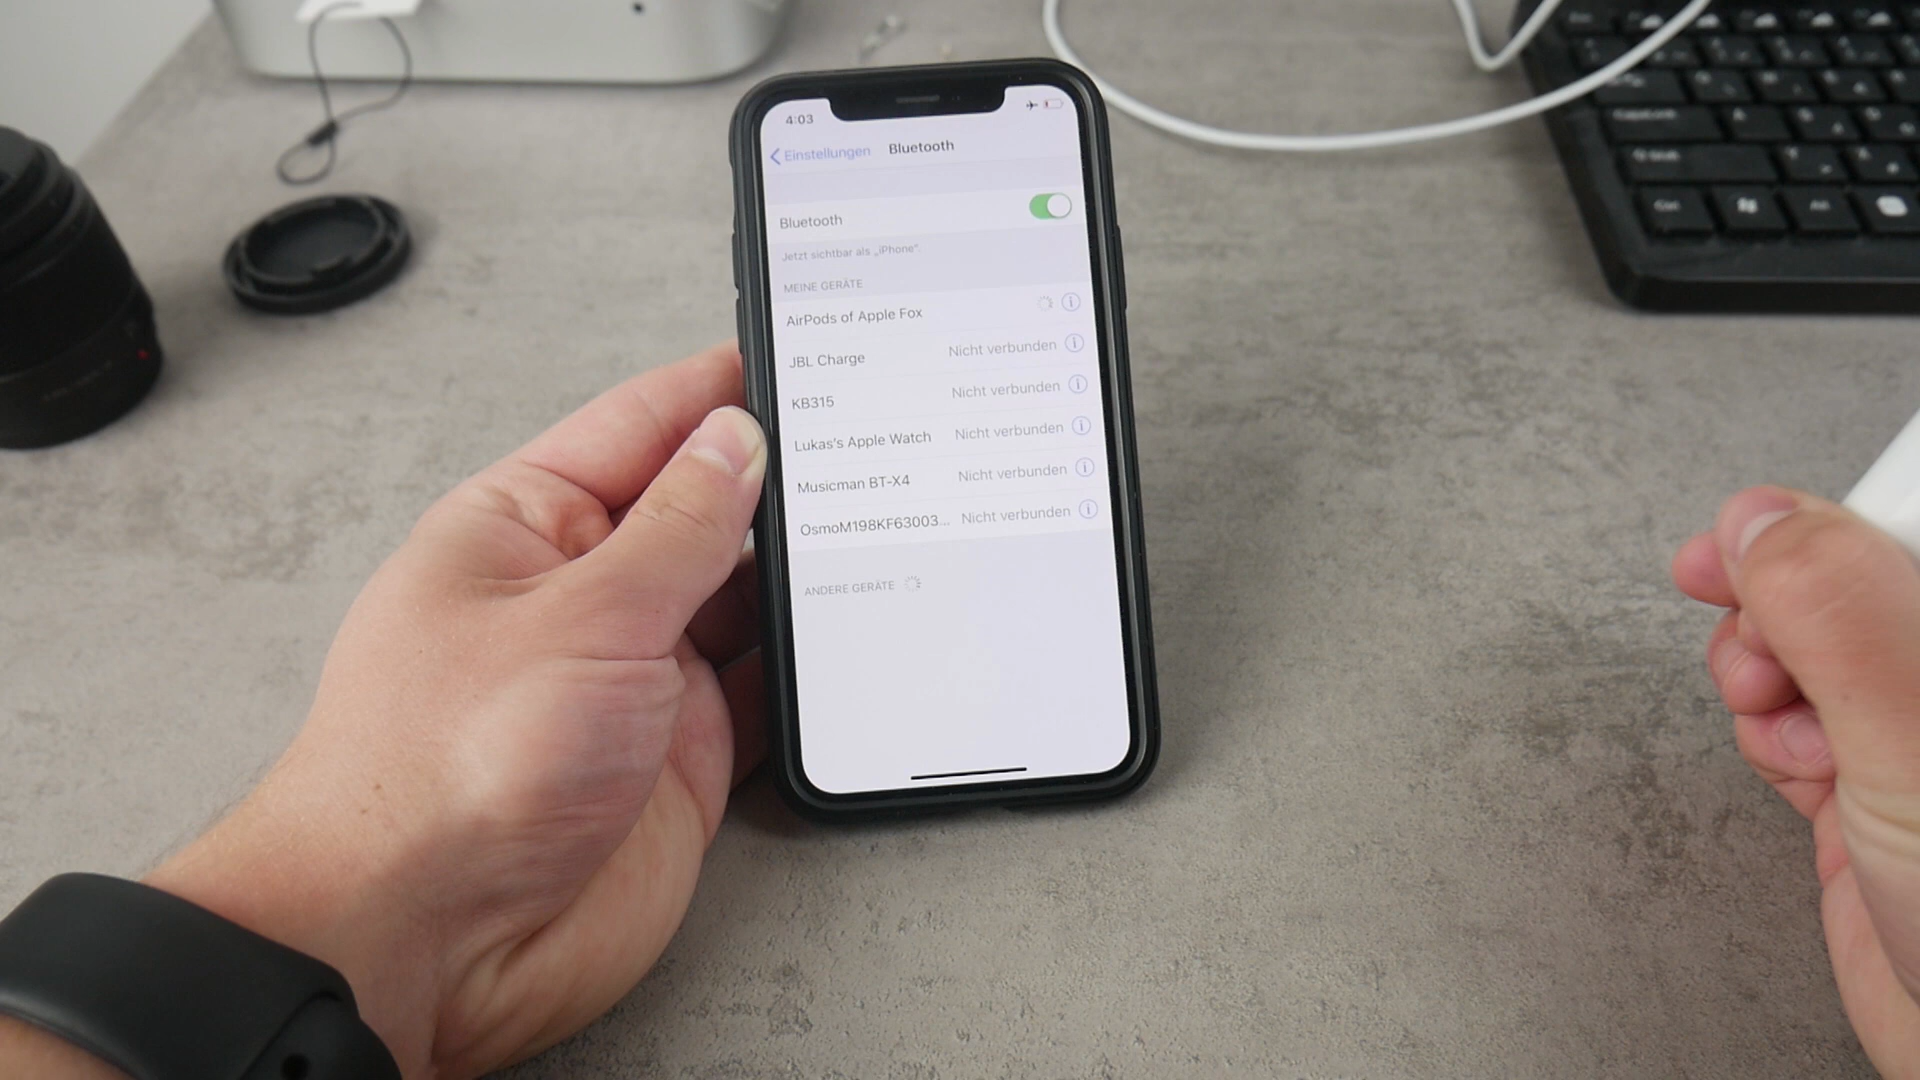 4:03
Einstellungen Bluetooth
Bluetooth
Jetzt sichtbar als „iPhone“.
MEINE GERÄTE
AirPods of Apple Fox
JBL Charge Nicht verbunden
KB315 Nicht verbunden
Lukas's Apple Watch Nicht verbunden
Musicman BT-X4 Nicht verbunden
OsmoM198KF63003... Nicht verbunden
ANDERE GERÄTE